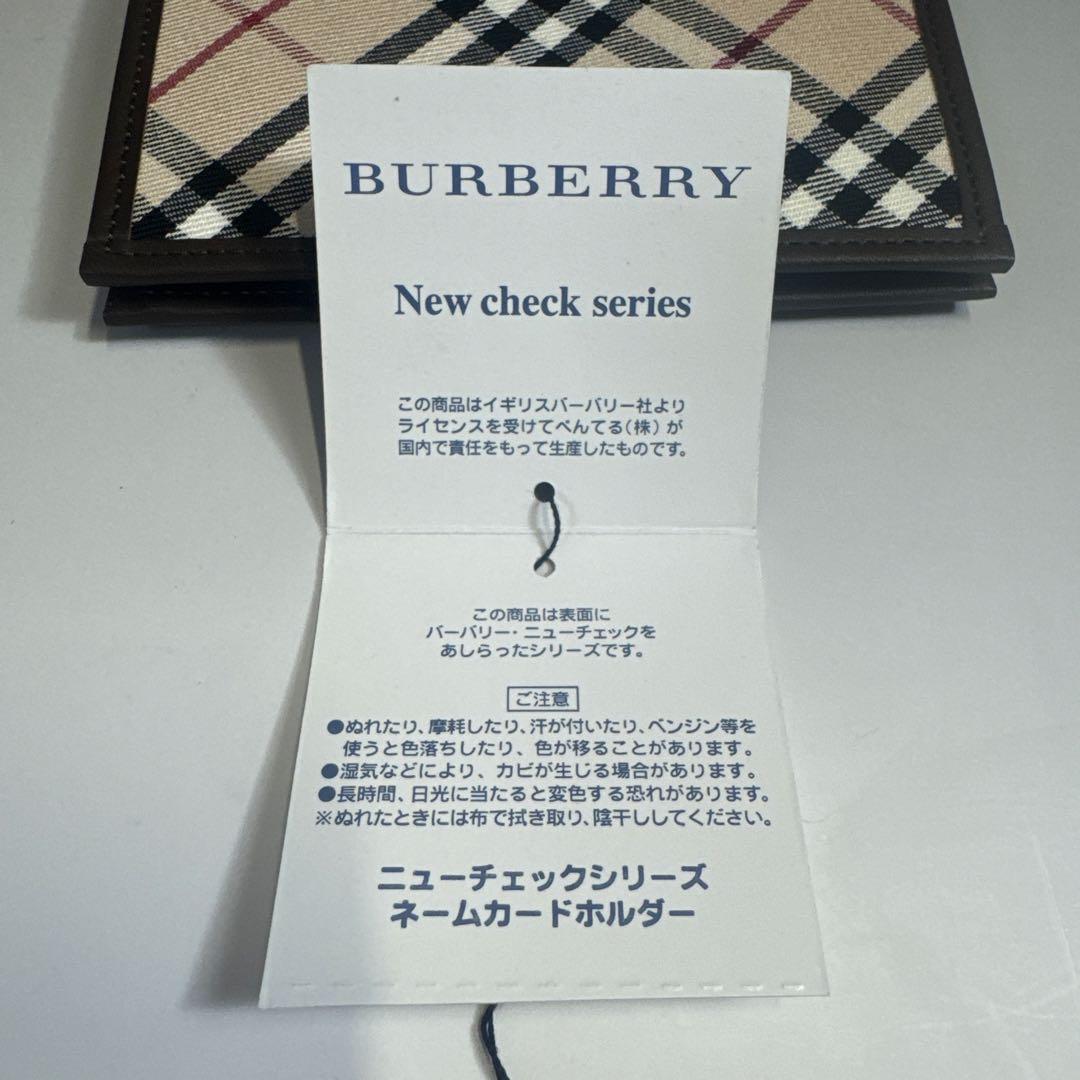 BURBERRY
New check series
この商品はイギリスバーバリー社より
ライセンスを受けてぺんてる(株)が
国内で責任をもって生産したものです。
この商品は表面に
バーバリー・ニューチェックを
あしらったシリーズです。
ご注意
●ぬれたり、摩耗したり、汗が付いたり、ベンジン等を
使うと色落ちしたり、色が移ることがあります。
●湿気などにより、カビが生じる場合があります。
●長時間、日光に当たると変色する恐れがあります。
※ぬれたときには布で拭き取り、陰干ししてください。
ニューチェックシリーズ
ネームカードホルダー